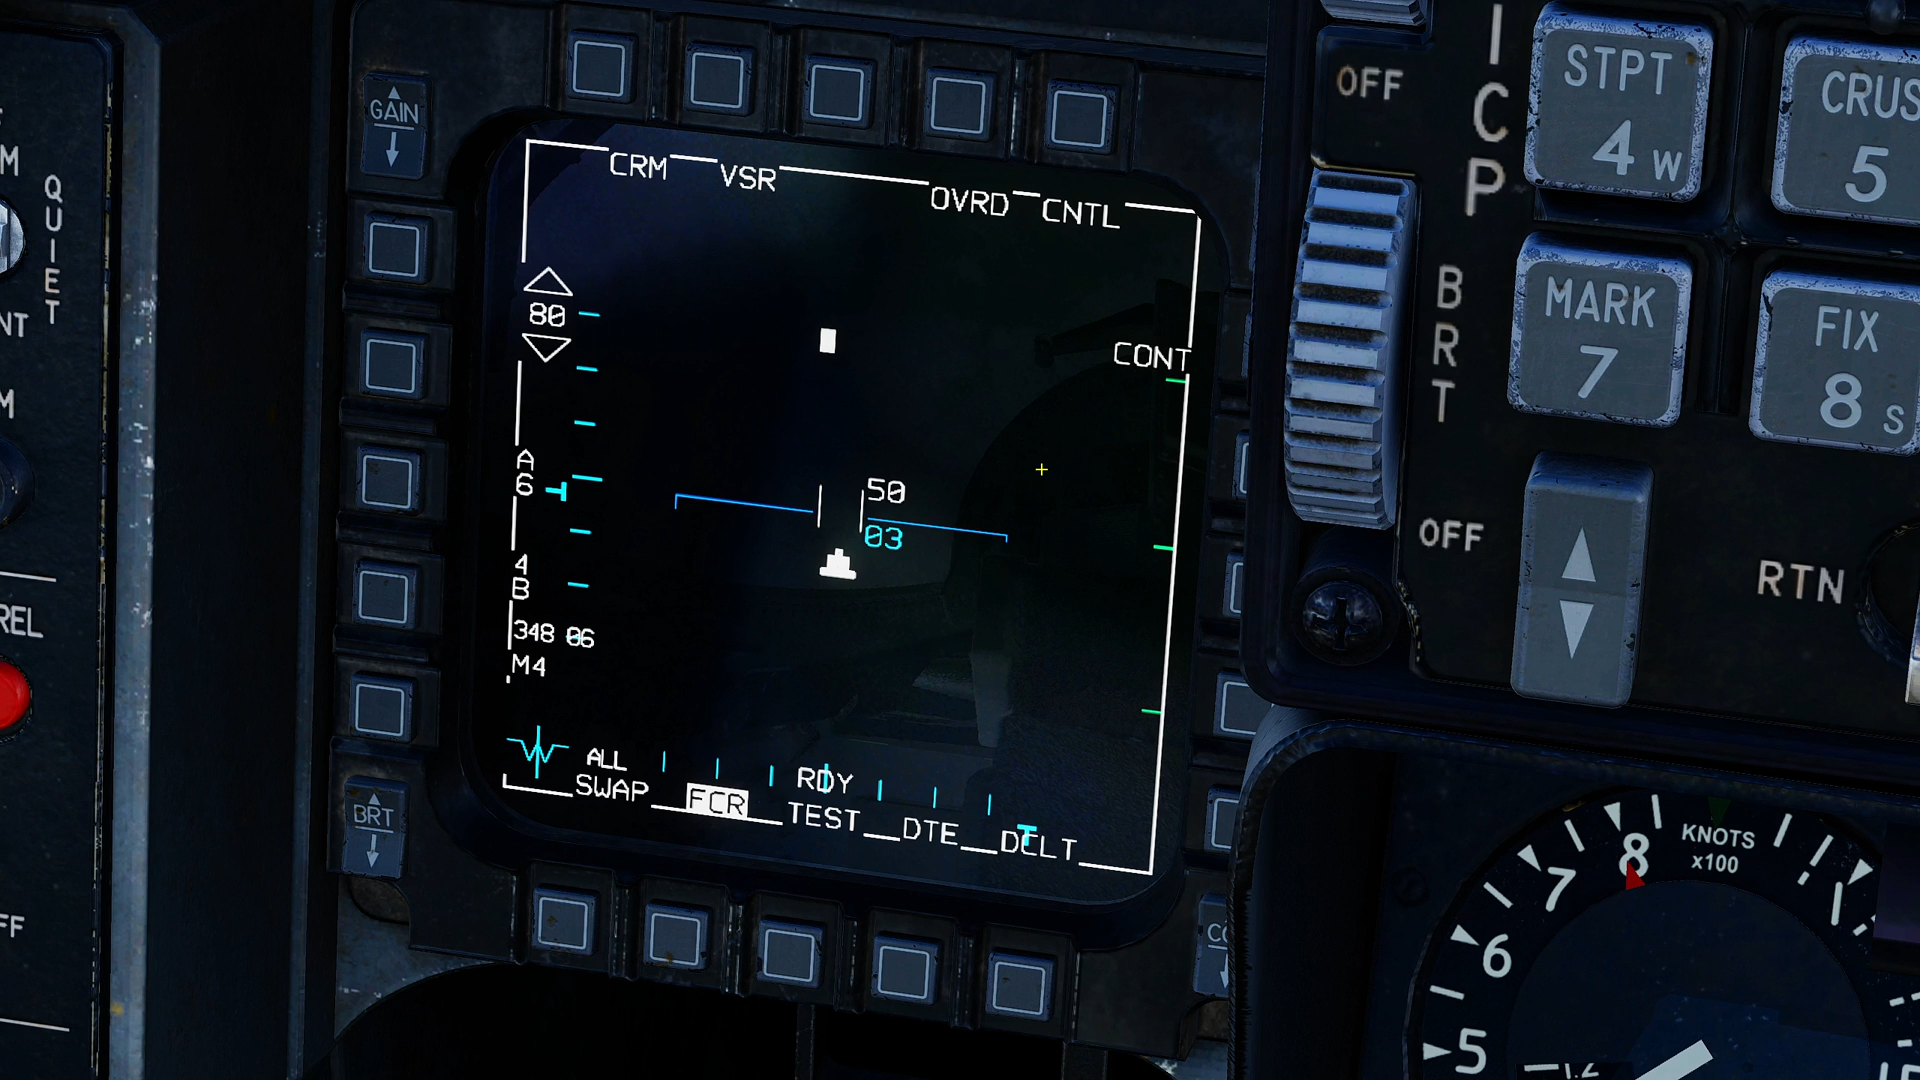 GAIN
CRM VSR OVRD CNTL
80
CONT
A
6
50
03
4
B
348 06
M4
ALL
RDY
SWAP FCR TEST DTE DCLT
BRT
QUIET
OFF
ICP
STPT
4 W
CRUS
5
MARK
7
FIX
8 S
BRT
OFF
RTN
KNOTS
x100
8
7
6
5
1